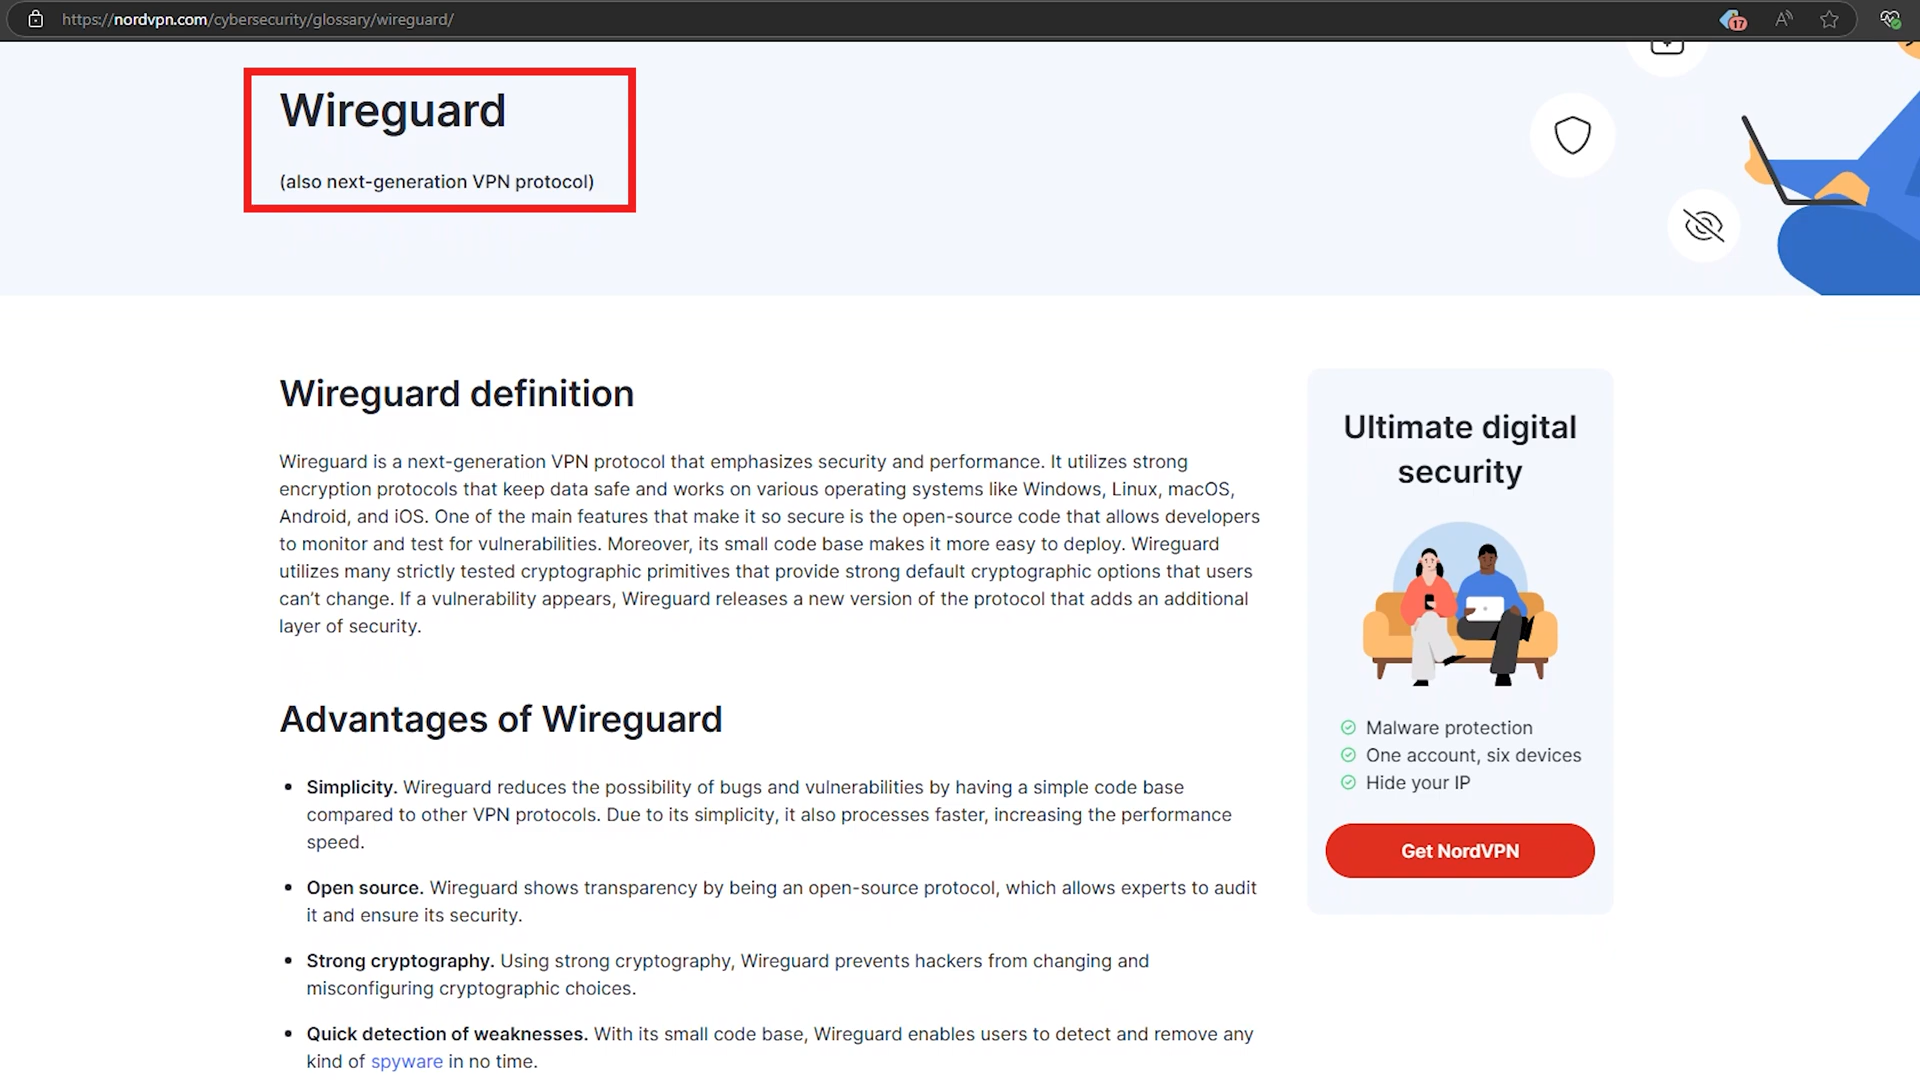 https://nordvpn.com/cybersecurity/glossary/wireguard/
17
Wireguard
(also next-generation VPN protocol)
Wireguard definition
Wireguard is a next-generation VPN protocol that emphasizes security and performance. It utilizes strong
encryption protocols that keep data safe and works on various operating systems like Windows, Linux, macOS,
Android, and iOS. One of the main features that make it so secure is the open-source code that allows developers
to monitor and test for vulnerabilities. Moreover, its small code base makes it more easy to deploy. Wireguard
utilizes many strictly tested cryptographic primitives that provide strong default cryptographic options that users
can’t change. If a vulnerability appears, Wireguard releases a new version of the protocol that adds an additional
layer of security.
Advantages of Wireguard
• Simplicity. Wireguard reduces the possibility of bugs and vulnerabilities by having a simple code base
compared to other VPN protocols. Due to its simplicity, it also processes faster, increasing the performance
speed.
• Open source. Wireguard shows transparency by being an open-source protocol, which allows experts to audit
it and ensure its security.
• Strong cryptography. Using strong cryptography, Wireguard prevents hackers from changing and
misconfiguring cryptographic choices.
• Quick detection of weaknesses. With its small code base, Wireguard enables users to detect and remove any
kind of spyware in no time.
Ultimate digital
security
Malware protection
One account, six devices
Hide your IP
Get NordVPN